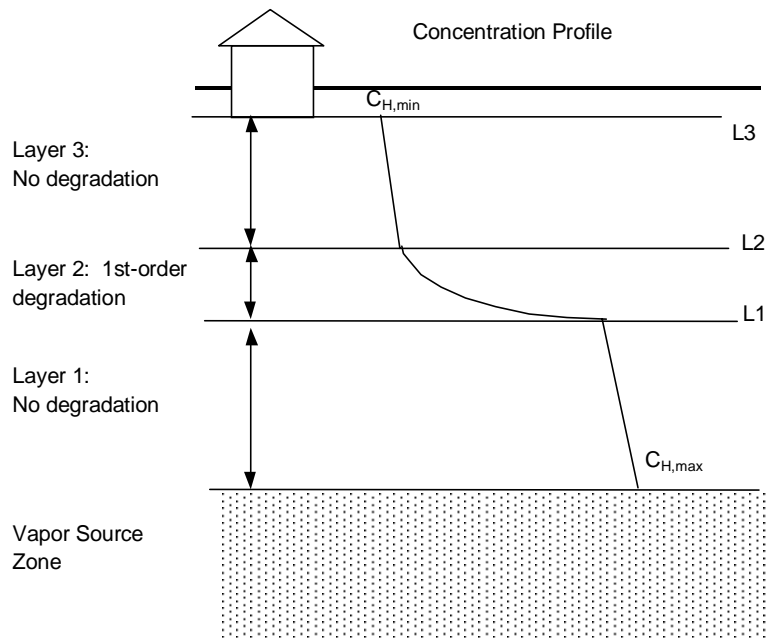 Concentration Profile
C_H,min
L3
Layer 3:
No degradation
L2
Layer 2: 1st-order
degradation
L1
Layer 1:
No degradation
C_H,max
Vapor Source
Zone